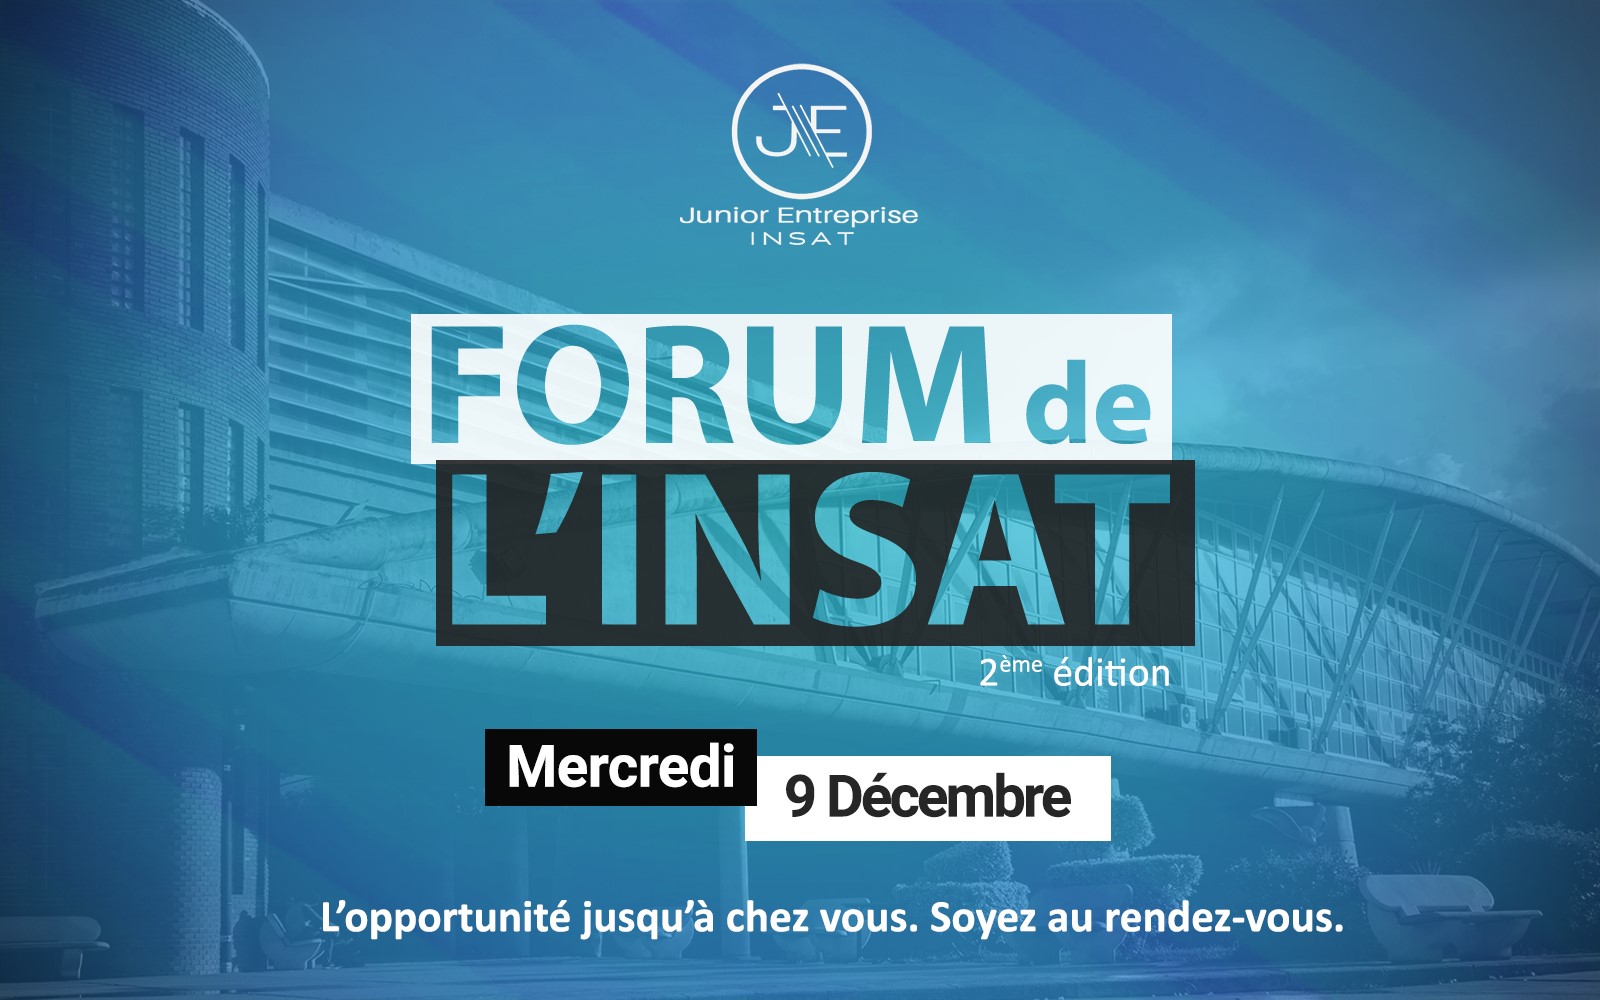 JE
Junior Entreprise
INSAT
FORUM de
L’INSAT
2ème édition
Mercredi
9 Décembre
L’opportunité jusqu’à chez vous. Soyez au rendez-vous.